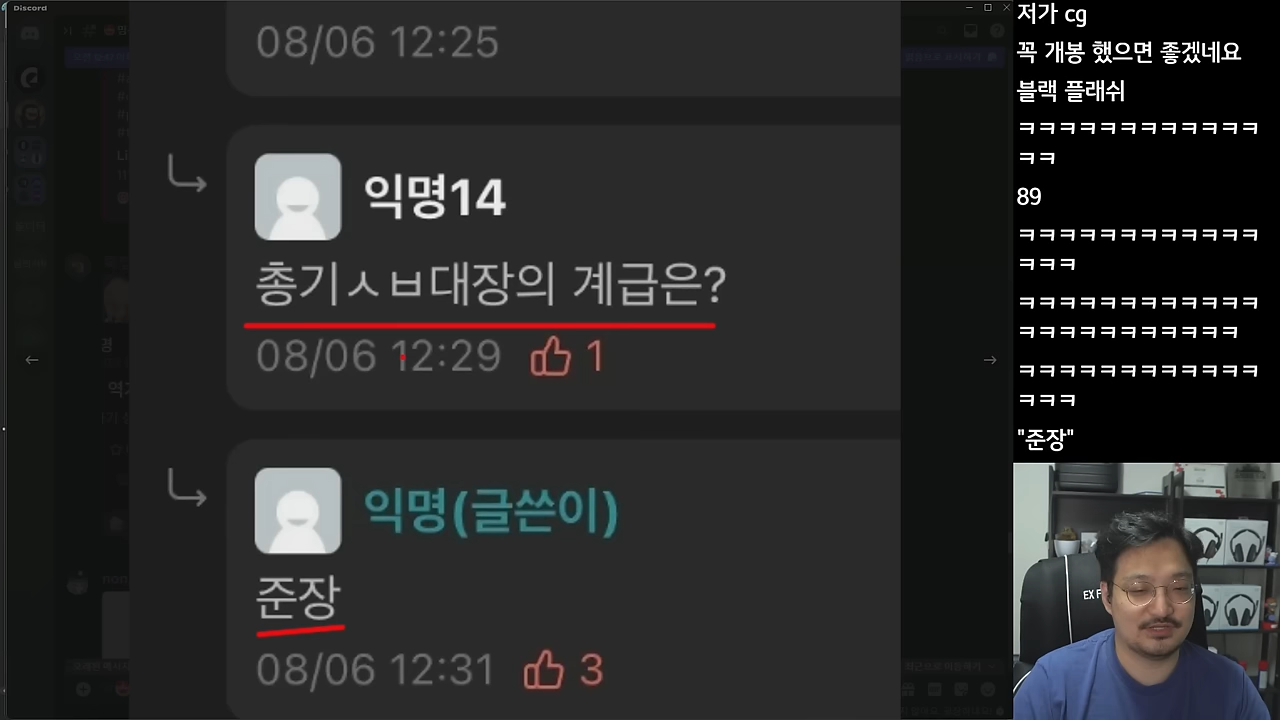 Discord
08/06 12:25
익명14
총기ㅅㅂ대장의 계급은?
08/06 12:29 1
익명(글쓴이)
준장
08/06 12:31 3
저가 cg
꼭 개봉 했으면 좋겠네요
블랙 플래쉬
ㅋㅋㅋㅋㅋㅋㅋㅋㅋㅋㅋㅋ
ㅋㅋ
89
ㅋㅋㅋㅋㅋㅋㅋㅋㅋㅋㅋㅋ
ㅋㅋㅋ
ㅋㅋㅋㅋㅋㅋㅋㅋㅋㅋㅋㅋ
ㅋㅋㅋㅋㅋㅋㅋㅋㅋㅋㅋ
ㅋㅋㅋㅋㅋㅋㅋㅋㅋㅋㅋㅋ
ㅋㅋㅋ
"준장"